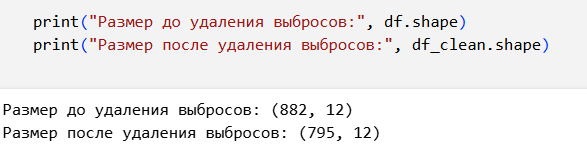 print("Размер до удаления выбросов:", df.shape)
print("Размер после удаления выбросов:", df_clean.shape)
Размер до удаления выбросов: (882, 12)
Размер после удаления выбросов: (795, 12)